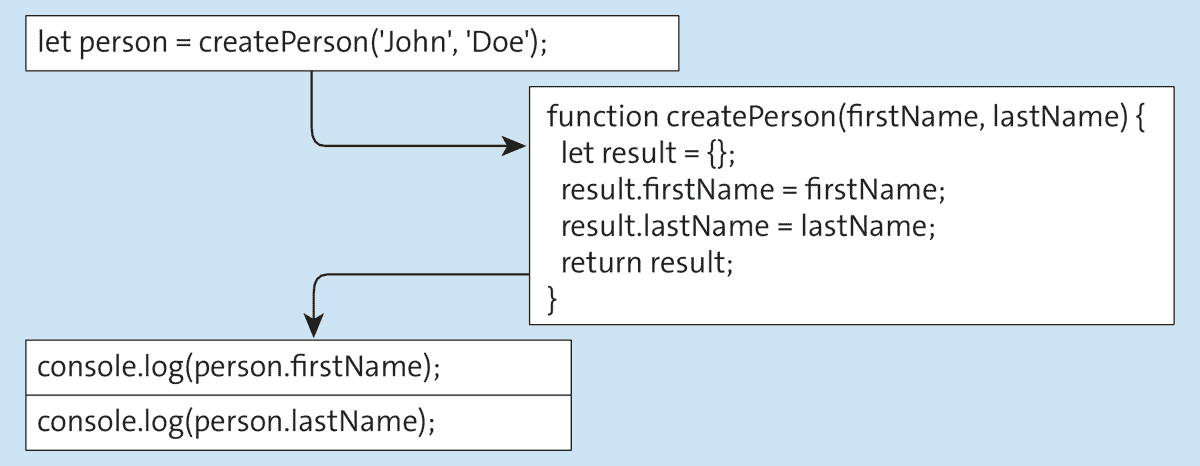 let person = createPerson('John', 'Doe');
function createPerson(firstName, lastName) {
let result = {};
result.firstName = firstName;
result.lastName = lastName;
return result;
}
console.log(person.firstName);
console.log(person.lastName);